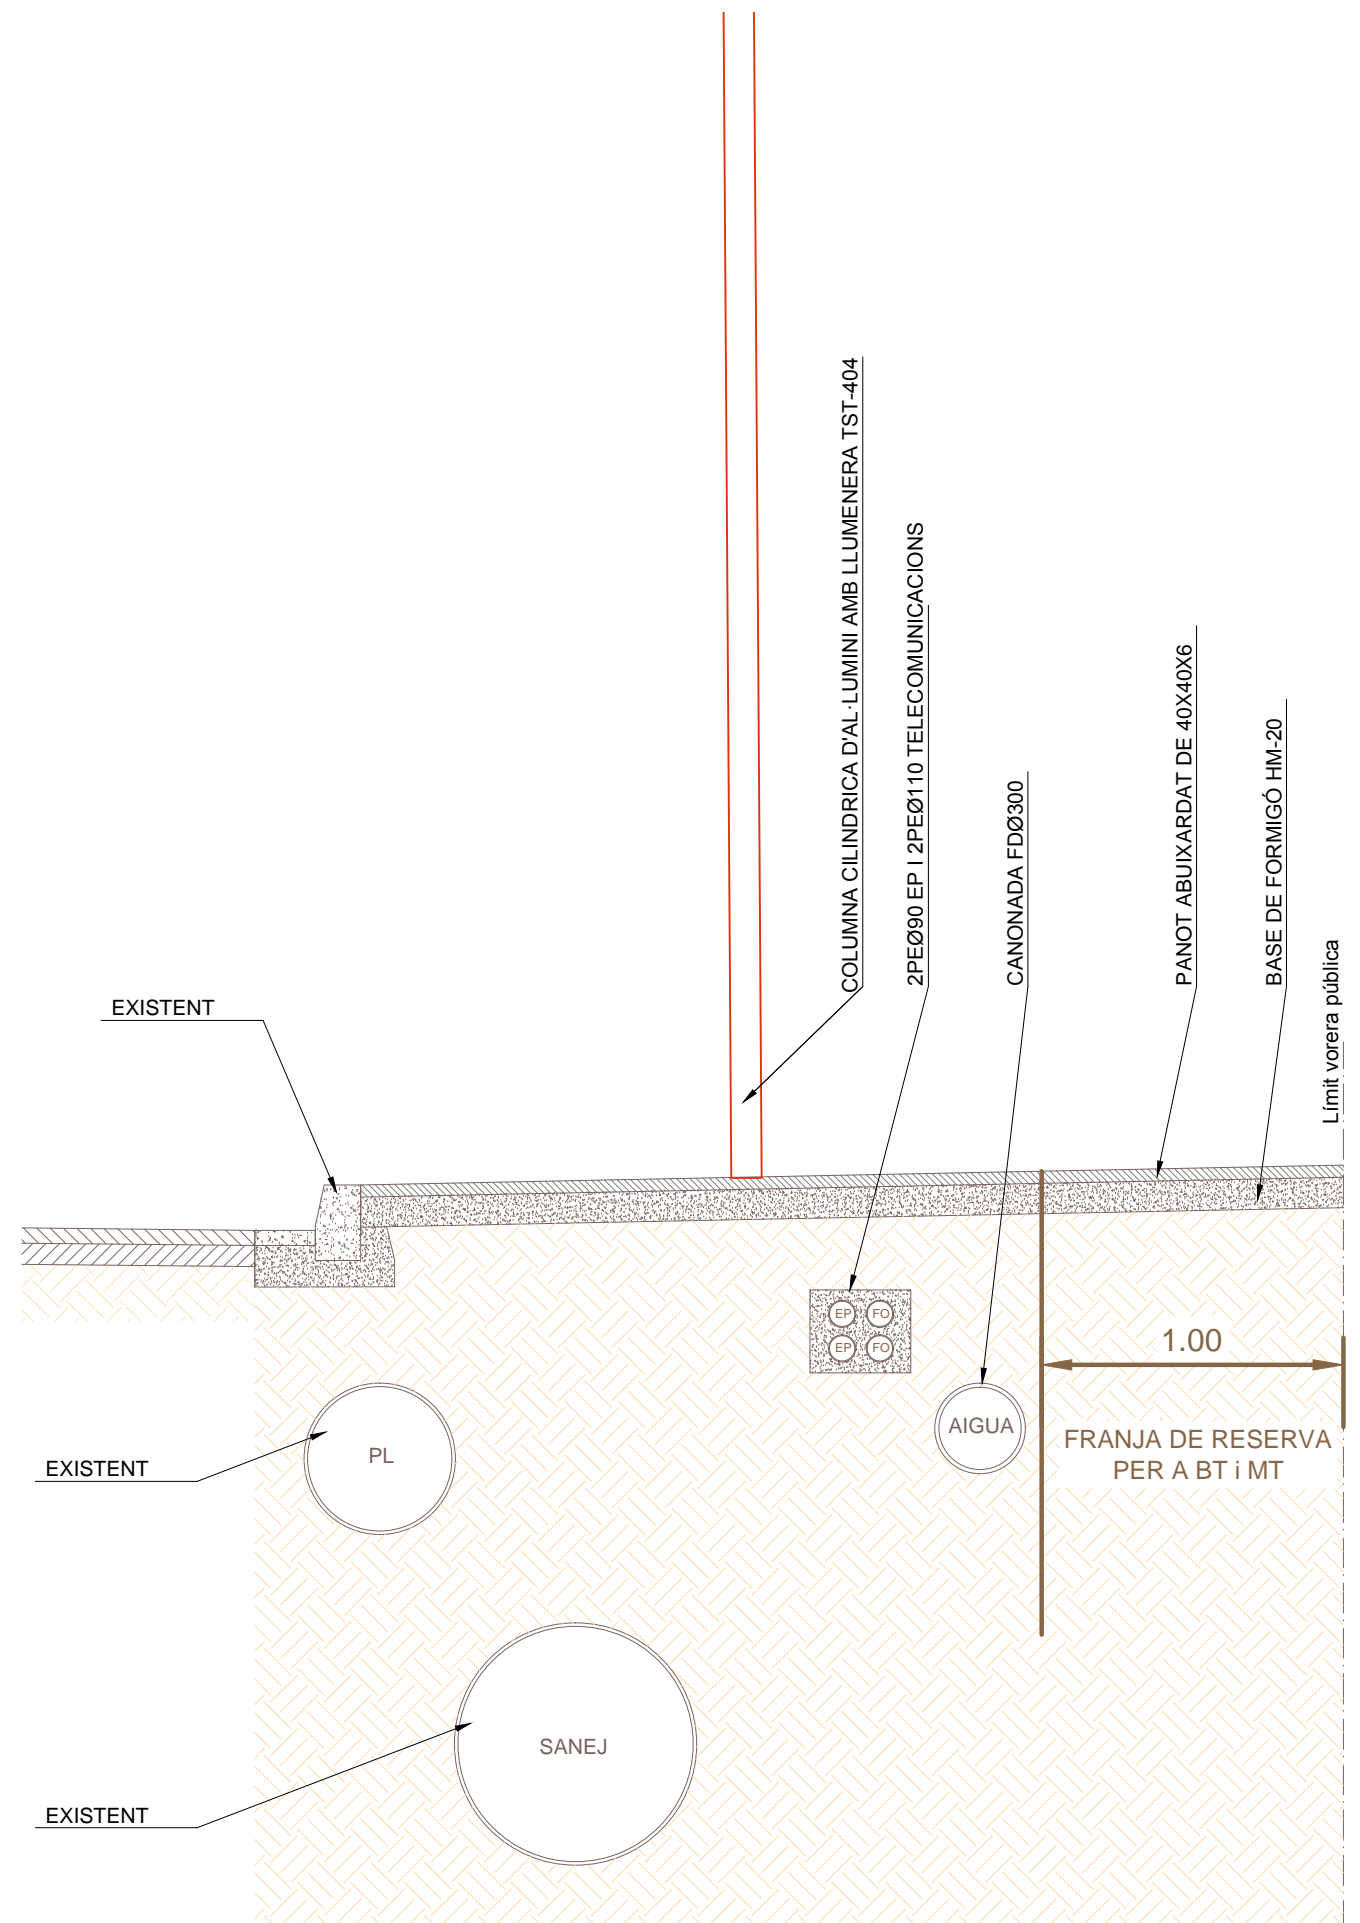 COLUMNA CILINDRICA D'AL·LUMINI AMB LLUMENERA TST-404
2PEØ90 EP I 2PEØ110 TELECOMUNICACIONS
CANONADA FDØ300
PANOT ABUIXARDAT DE 40X40X6
BASE DE FORMIGÓ HM-20
Límit vorera pública
EXISTENT
EP
FO
EP
FO
1.00
AIGUA
FRANJA DE RESERVA
PER A BT i MT
PL
EXISTENT
SANEJ
EXISTENT